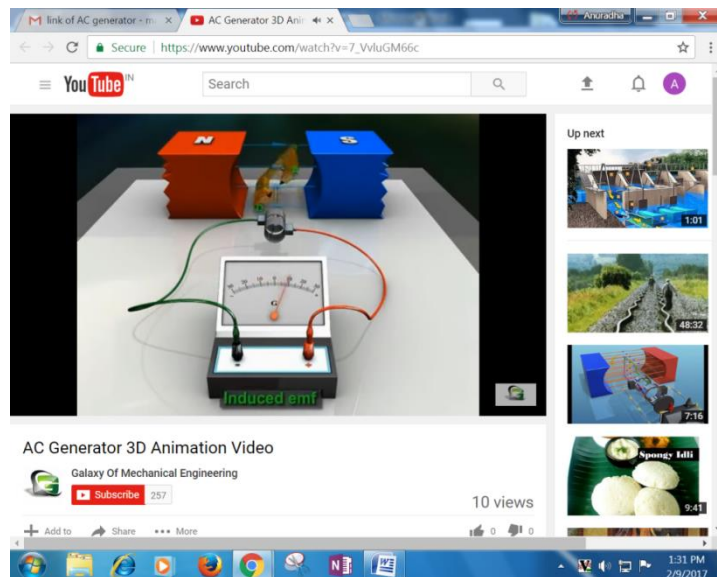 link of AC generator - m
AC Generator 3D Anim
Anuradha
Secure
https://www.youtube.com/watch?v=7_VvluGM66c
YouTube IN
Search
A
N
S
G
Induced emf
Up next
1:01
48:32
7:16
Spongy Idli
9:41
AC Generator 3D Animation Video
Galaxy Of Mechanical Engineering
Subscribe 257
10 views
Add to Share More
0 0
1:31 PM
2/9/2017